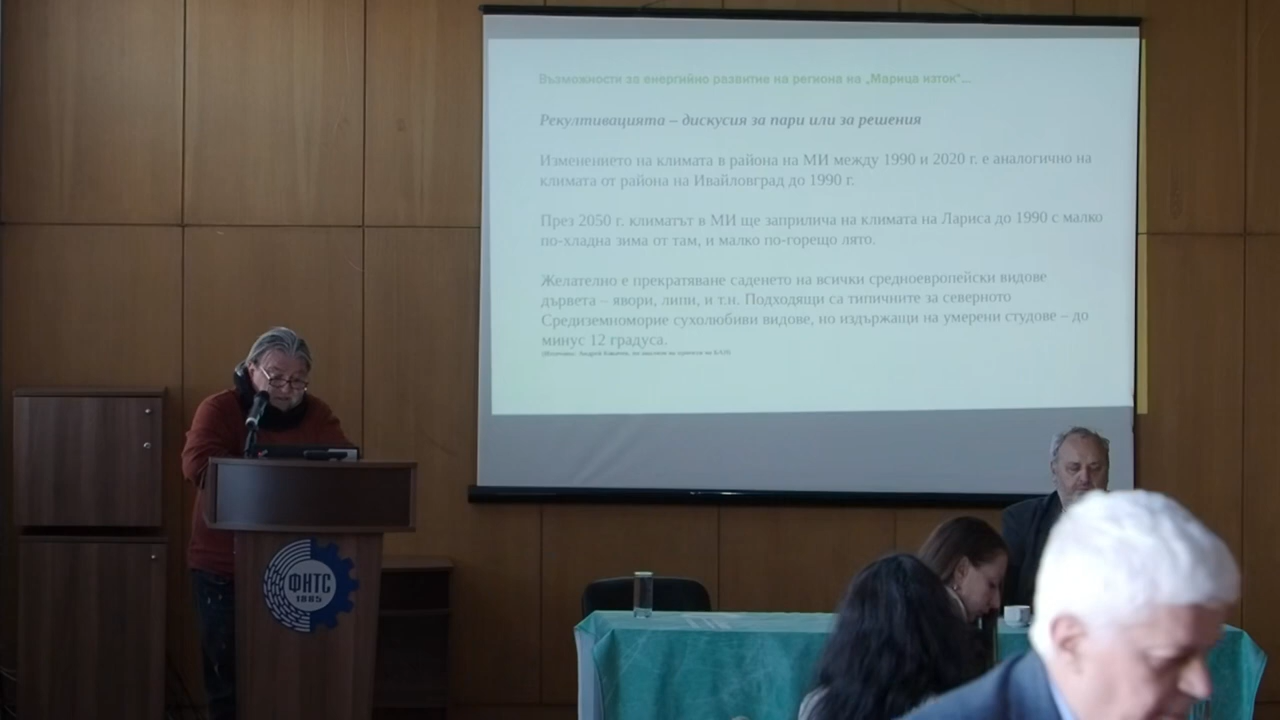 Възможности за енергийно развитие на региона на „Марица изток“...
Рекултивацията – дискусия за пари или за решения
Изменението на климата в района на МИ между 1990 и 2020 г. е аналогично на
климата от района на Ивайловград до 1990 г.
През 2050 г. климатът в МИ ще заприлича на климата на Лариса до 1990 с малко
по-хладна зима от там, и малко по-горещо лято.
Желателно е прекратяване саденето на всички средноевропейски видове
дървета – явори, липи, и т.н. Подходящи са типичните за северното
Средиземноморие сухолюбиви видове, но издържащи на умерени студове – до
минус 12 градуса.
ФНТС
1885